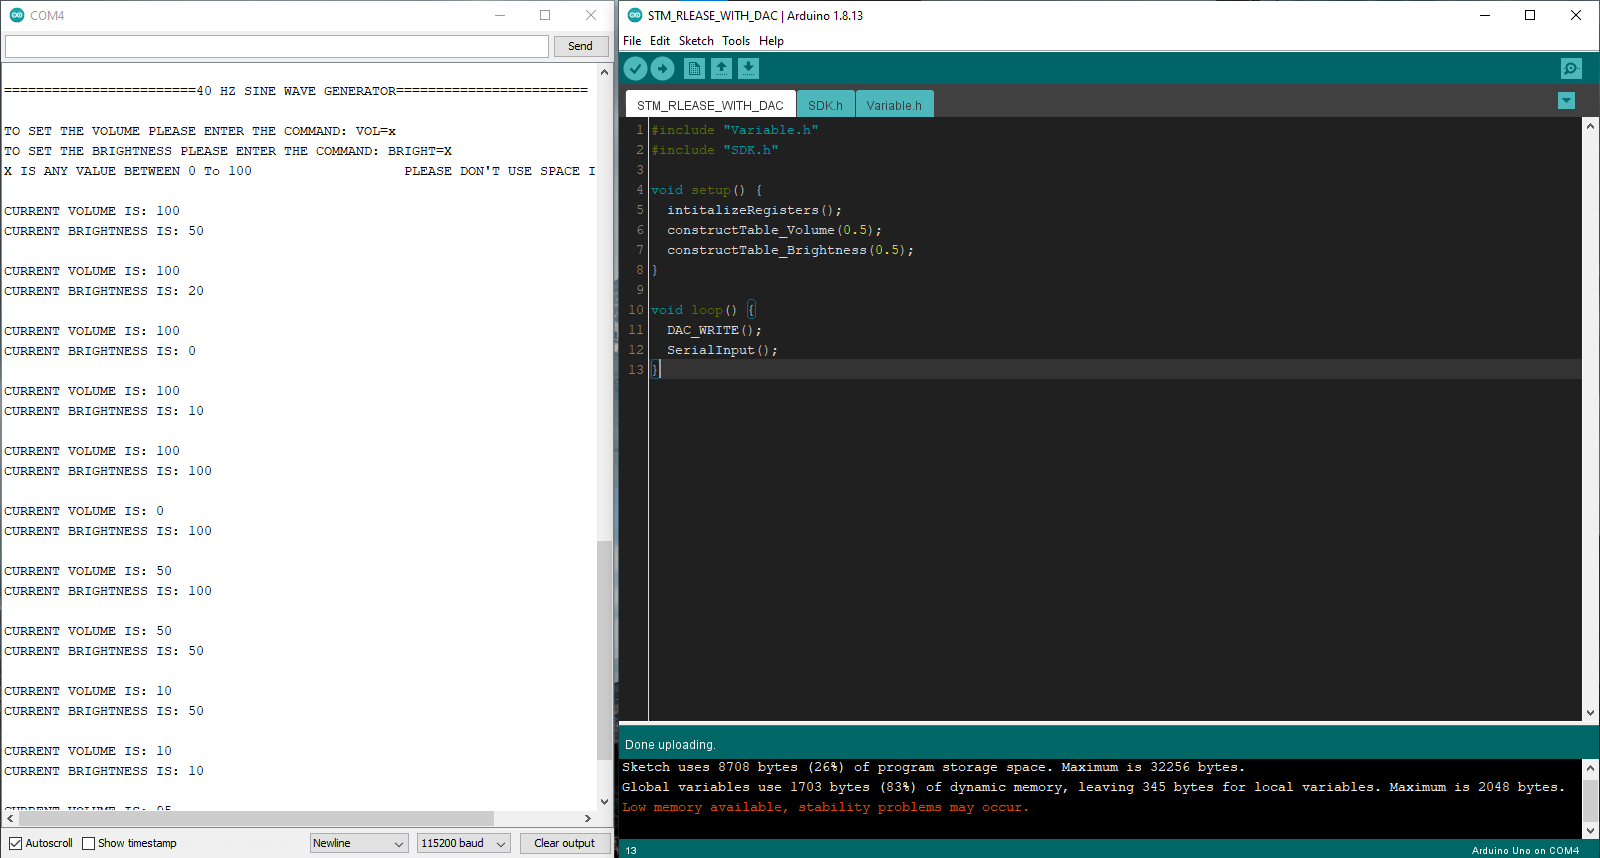 COM4
Send
=======================40 HZ SINE WAVE GENERATOR=======================
TO SET THE VOLUME PLEASE ENTER THE COMMAND: VOL=x
TO SET THE BRIGHTNESS PLEASE ENTER THE COMMAND: BRIGHT=X
X IS ANY VALUE BETWEEN 0 To 100 PLEASE DON'T USE SPACE I
CURRENT VOLUME IS: 100
CURRENT BRIGHTNESS IS: 50
CURRENT VOLUME IS: 100
CURRENT BRIGHTNESS IS: 20
CURRENT VOLUME IS: 100
CURRENT BRIGHTNESS IS: 0
CURRENT VOLUME IS: 100
CURRENT BRIGHTNESS IS: 10
CURRENT VOLUME IS: 100
CURRENT BRIGHTNESS IS: 100
CURRENT VOLUME IS: 0
CURRENT BRIGHTNESS IS: 100
CURRENT VOLUME IS: 50
CURRENT BRIGHTNESS IS: 100
CURRENT VOLUME IS: 50
CURRENT BRIGHTNESS IS: 50
CURRENT VOLUME IS: 10
CURRENT BRIGHTNESS IS: 50
CURRENT VOLUME IS: 10
CURRENT BRIGHTNESS IS: 10
Autoscroll Show timestamp Newline 115200 baud Clear output
STM_RLEASE_WITH_DAC | Arduino 1.8.13
File Edit Sketch Tools Help
STM_RLEASE_WITH_DAC SDK.h Variable.h
1 #include "Variable.h"
2 #include "SDK.h"
3
4 void setup() {
5 intitalizeRegisters();
6 constructTable_Volume(0.5);
7 constructTable_Brightness(0.5);
8 }
9
10 void loop() {
11 DAC_WRITE();
12 SerialInput();
13 }
Done uploading.
Sketch uses 8708 bytes (26%) of program storage space. Maximum is 32256 bytes.
Global variables use 1703 bytes (83%) of dynamic memory, leaving 345 bytes for local variables. Maximum is 2048 bytes.
Low memory available, stability problems may occur.
13 Arduino Uno on COM4